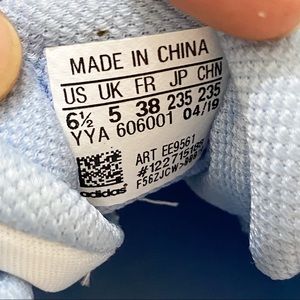 MADE IN CHINA
US UK FR JP CHN
6½ 5 38 235 235
YYA 606001 04/19
ART EE9561
adidas